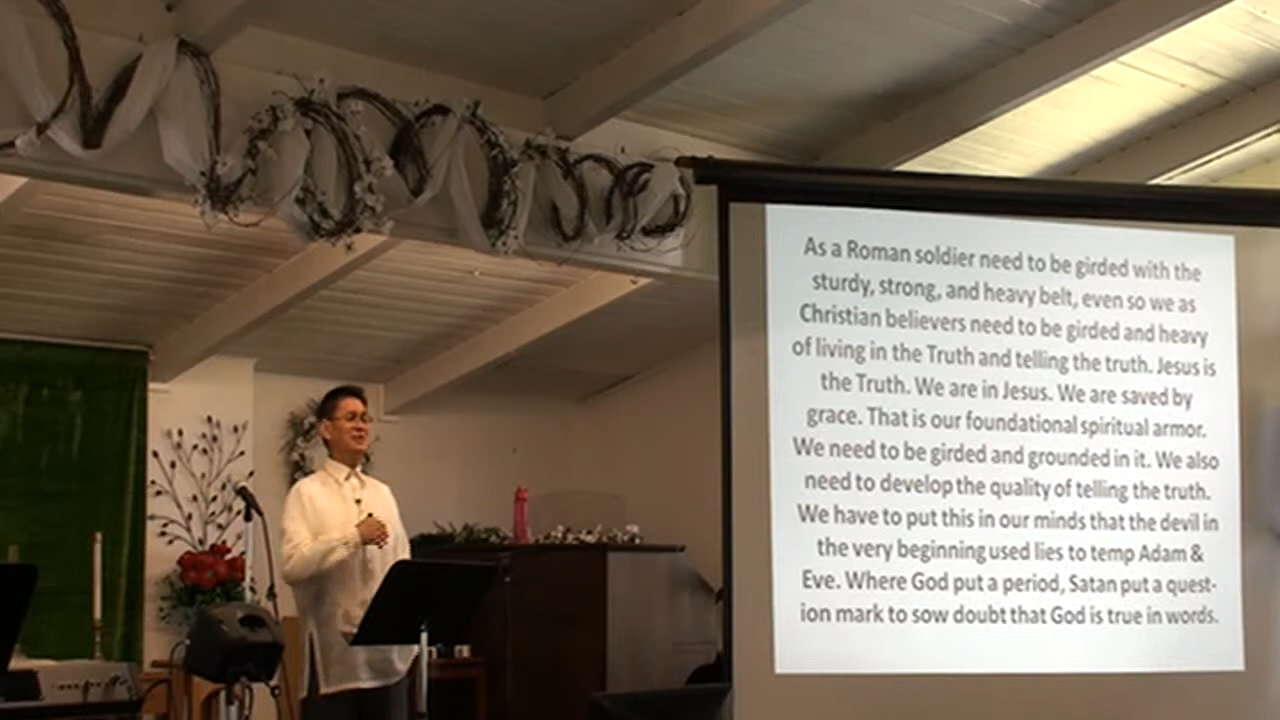 As a Roman soldier need to be girded with the
sturdy, strong, and heavy belt, even so we as
Christian believers need to be girded and heavy
of living in the Truth and telling the truth. Jesus is
the Truth. We are in Jesus. We are saved by
grace. That is our foundational spiritual armor.
We need to be girded and grounded in it. We also
need to develop the quality of telling the truth.
We have to put this in our minds that the devil in
the very beginning used lies to temp Adam &
Eve. Where God put a period, Satan put a quest-
ion mark to sow doubt that God is true in words.